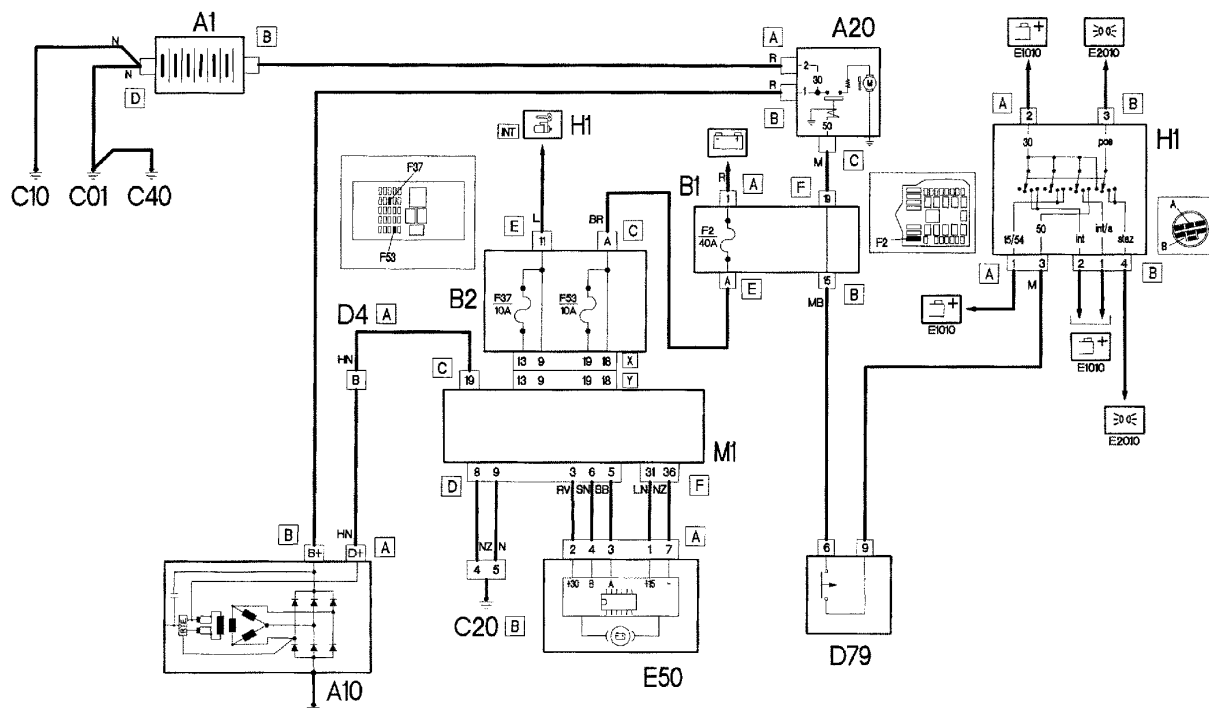 A1
B
N
N
D
C10
C01
C40
A
R
A20
2
30
1
M
R
B
50
C
M
E1010
E2010
A
2
3
B
30
pos
H1
15/54
50
int
int/a
staz
A
1
3
2
1
4
B
M
A
B
E1010
E1010
E2010
INT
H1
F37
F53
E
L
11
BR
A
C
B2
F37
10A
F53
10A
13
9
19
18
X
13
9
19
18
Y
R
B1
1
A
F
19
F2
40A
A
E
15
B
MB
F2
D4
A
HN
B
C
19
M1
D
8
9
3
6
5
31
36
F
RV
SN
BB
LN
NZ
NZ
N
4
5
C20
B
2
4
3
1
7
A
+30
B
A
+15
-
E50
6
9
D79
HN
B
B+
D+
A
A10